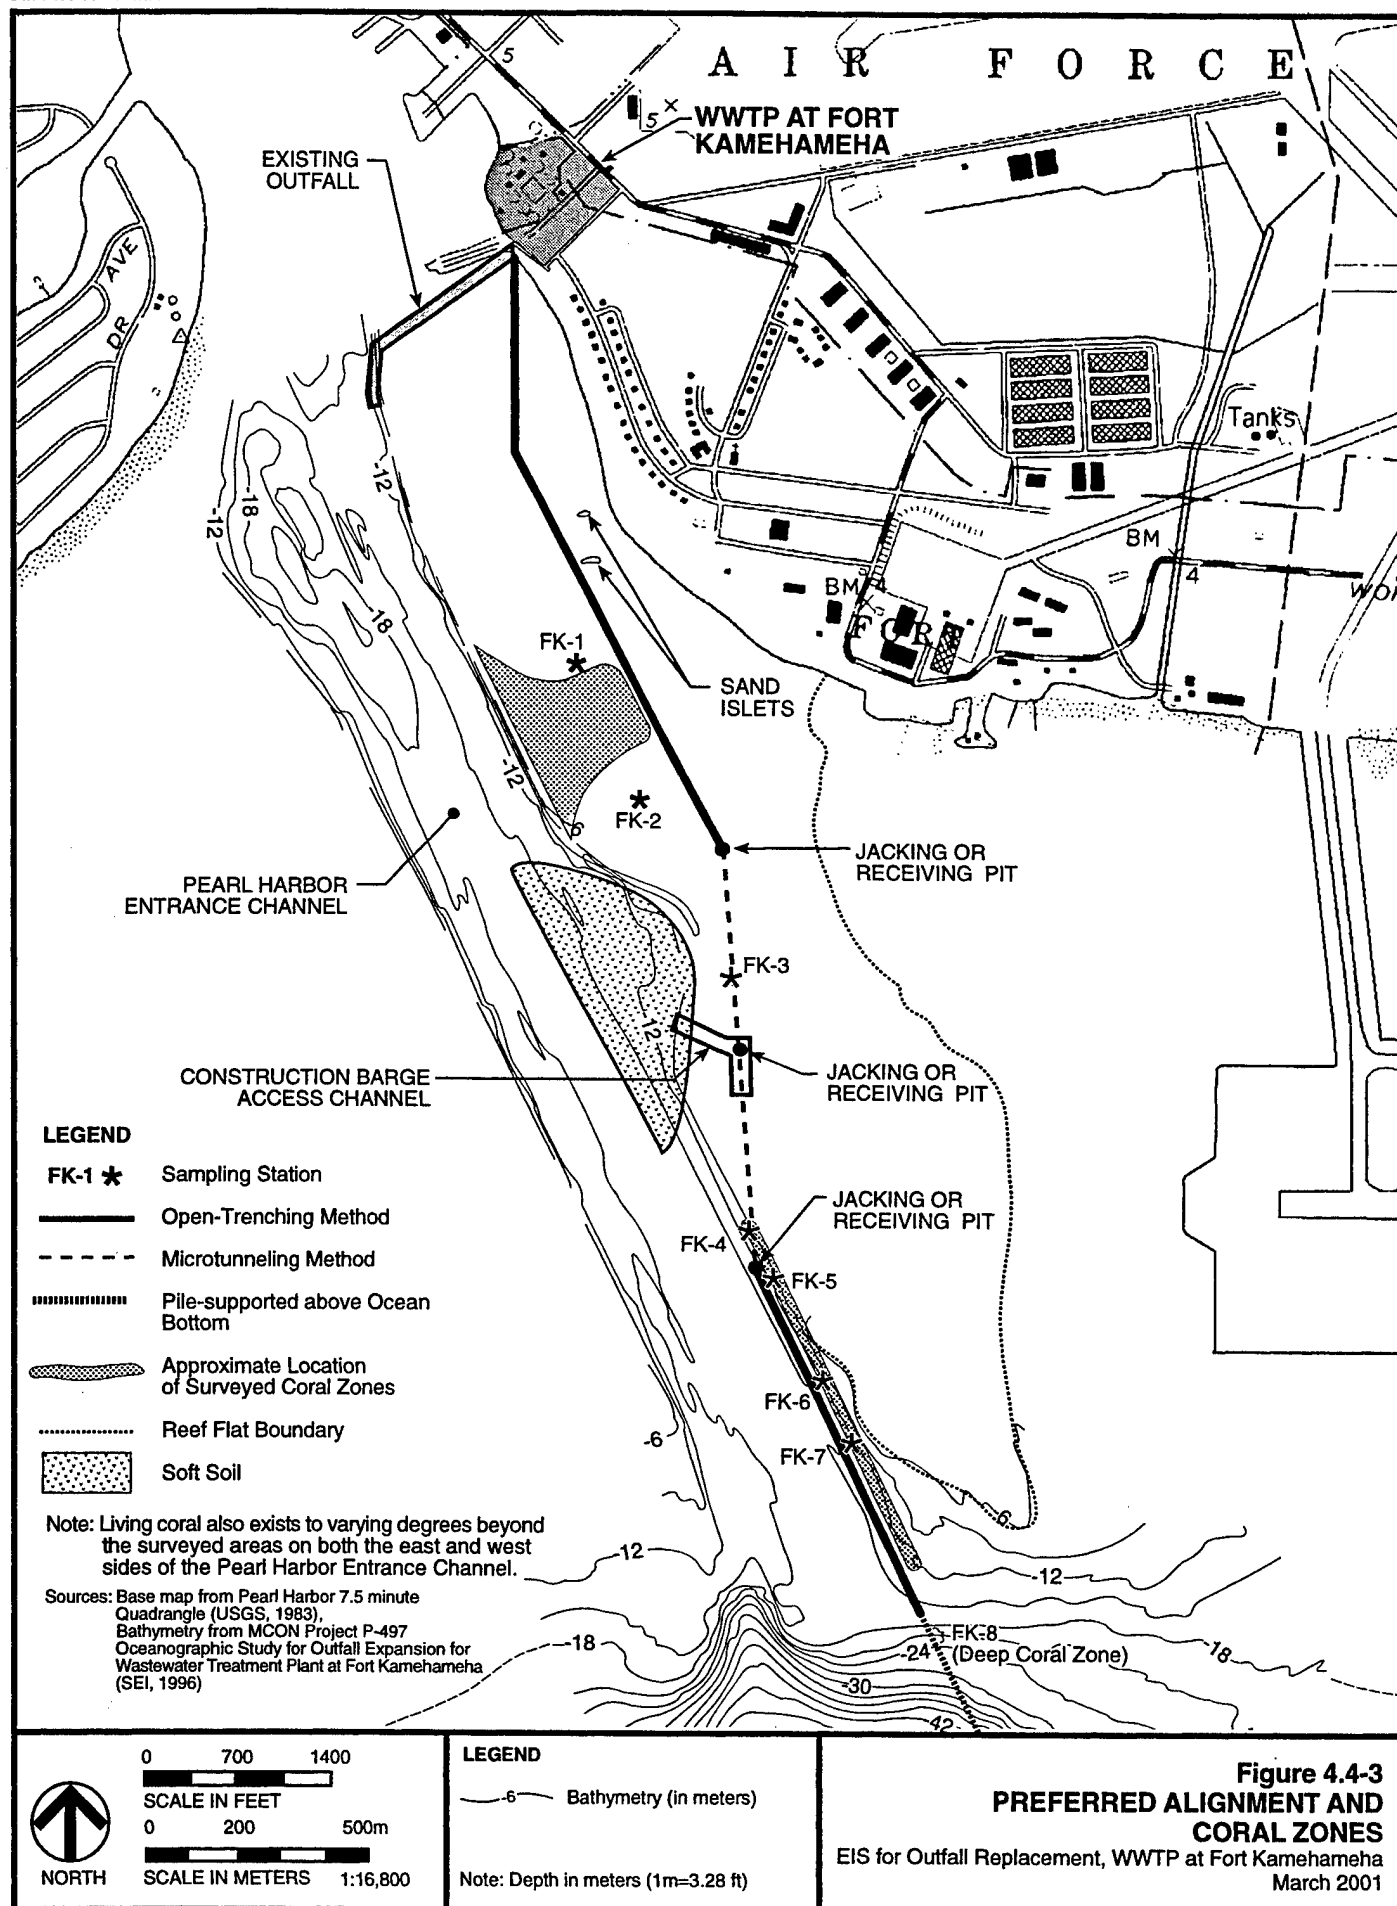 AIR FORCE
5
5
WWTP AT FORT
KAMEHAMEHA
EXISTING
OUTFALL
AVE
DR
Tanks
-12
-18
-12
-18
BM
4
BM 4
FORT
FK-1
SAND
ISLETS
-12
-6
FK-2
JACKING OR
RECEIVING PIT
PEARL HARBOR
ENTRANCE CHANNEL
FK-3
12
CONSTRUCTION BARGE
ACCESS CHANNEL
JACKING OR
RECEIVING PIT
JACKING OR
RECEIVING PIT
FK-4
FK-5
FK-6
FK-7
-6
-6
-12
-12
-18
FK-8
(Deep Coral Zone)
-24
-18
-30
-42
LEGEND
FK-1 Sampling Station
Open-Trenching Method
Microtunneling Method
Pile-supported above Ocean
Bottom
Approximate Location
of Surveyed Coral Zones
Reef Flat Boundary
Soft Soil
Note: Living coral also exists to varying degrees beyond
the surveyed areas on both the east and west
sides of the Pearl Harbor Entrance Channel.
Sources: Base map from Pearl Harbor 7.5 minute
Quadrangle (USGS, 1983),
Bathymetry from MCON Project P-497
Oceanographic Study for Outfall Expansion for
Wastewater Treatment Plant at Fort Kamehameha
(SEI, 1996)
NORTH
0 700 1400
SCALE IN FEET
0 200 500m
SCALE IN METERS 1:16,800
LEGEND
-6 Bathymetry (in meters)
Note: Depth in meters (1m=3.28 ft)
Figure 4.4-3
PREFERRED ALIGNMENT AND
CORAL ZONES
EIS for Outfall Replacement, WWTP at Fort Kamehameha
March 2001